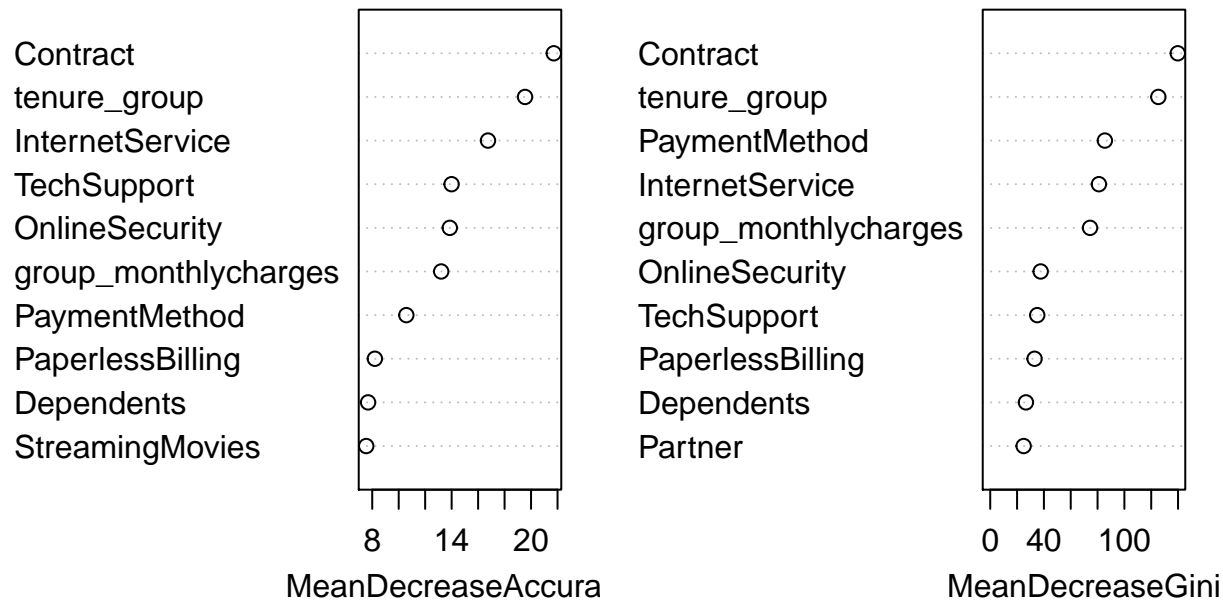 Contract
tenure_group
InternetService
TechSupport
OnlineSecurity
group_monthlycharges
PaymentMethod
PaperlessBilling
Dependents
StreamingMovies
8 14 20
MeanDecreaseAccura
Contract
tenure_group
PaymentMethod
InternetService
group_monthlycharges
OnlineSecurity
TechSupport
PaperlessBilling
Dependents
Partner
0 40 100
MeanDecreaseGini